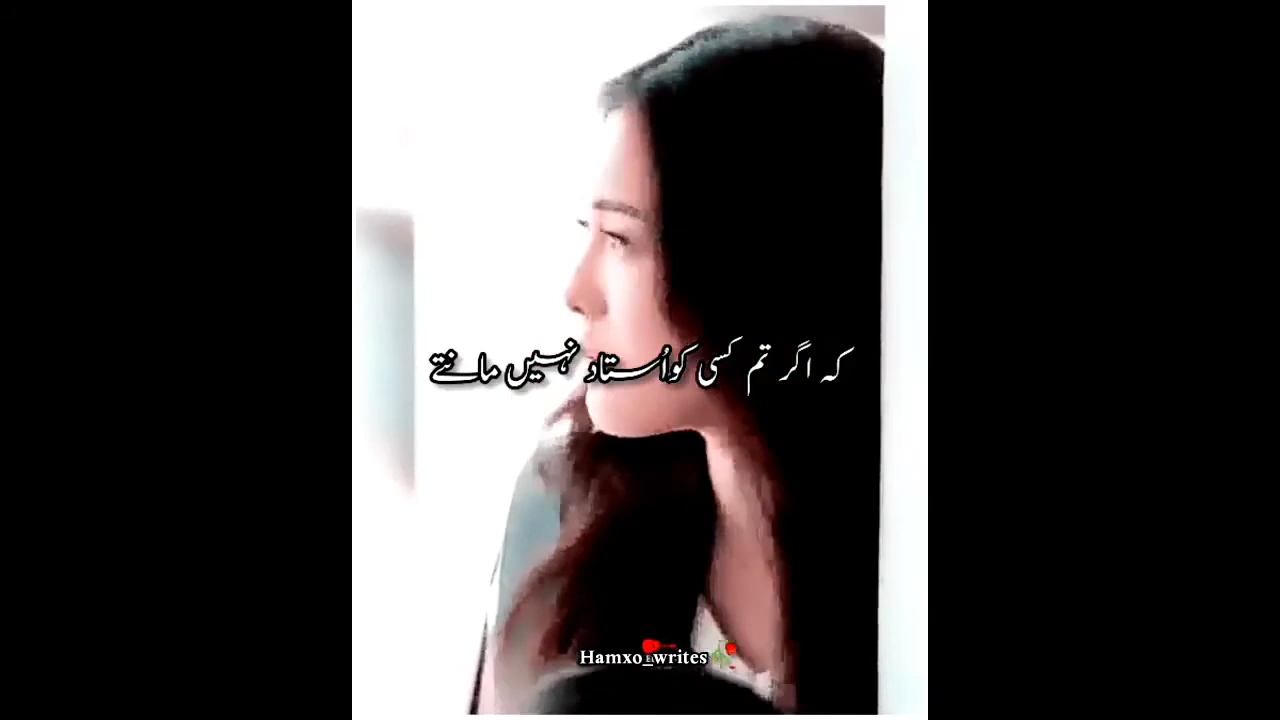 کہ اگر تم کسی کو اُستاد نہیں مانتے
Hamxo_writes